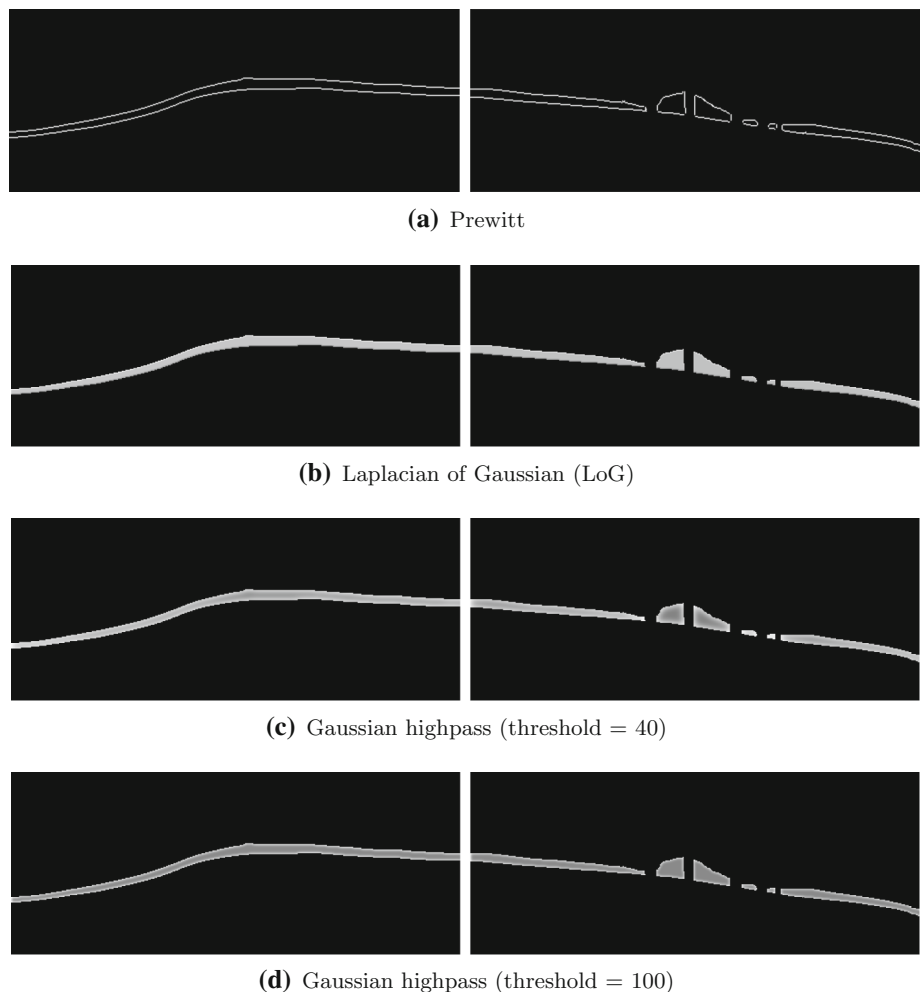 (a) Prewitt
(b) Laplacian of Gaussian (LoG)
(c) Gaussian highpass (threshold = 40)
(d) Gaussian highpass (threshold = 100)